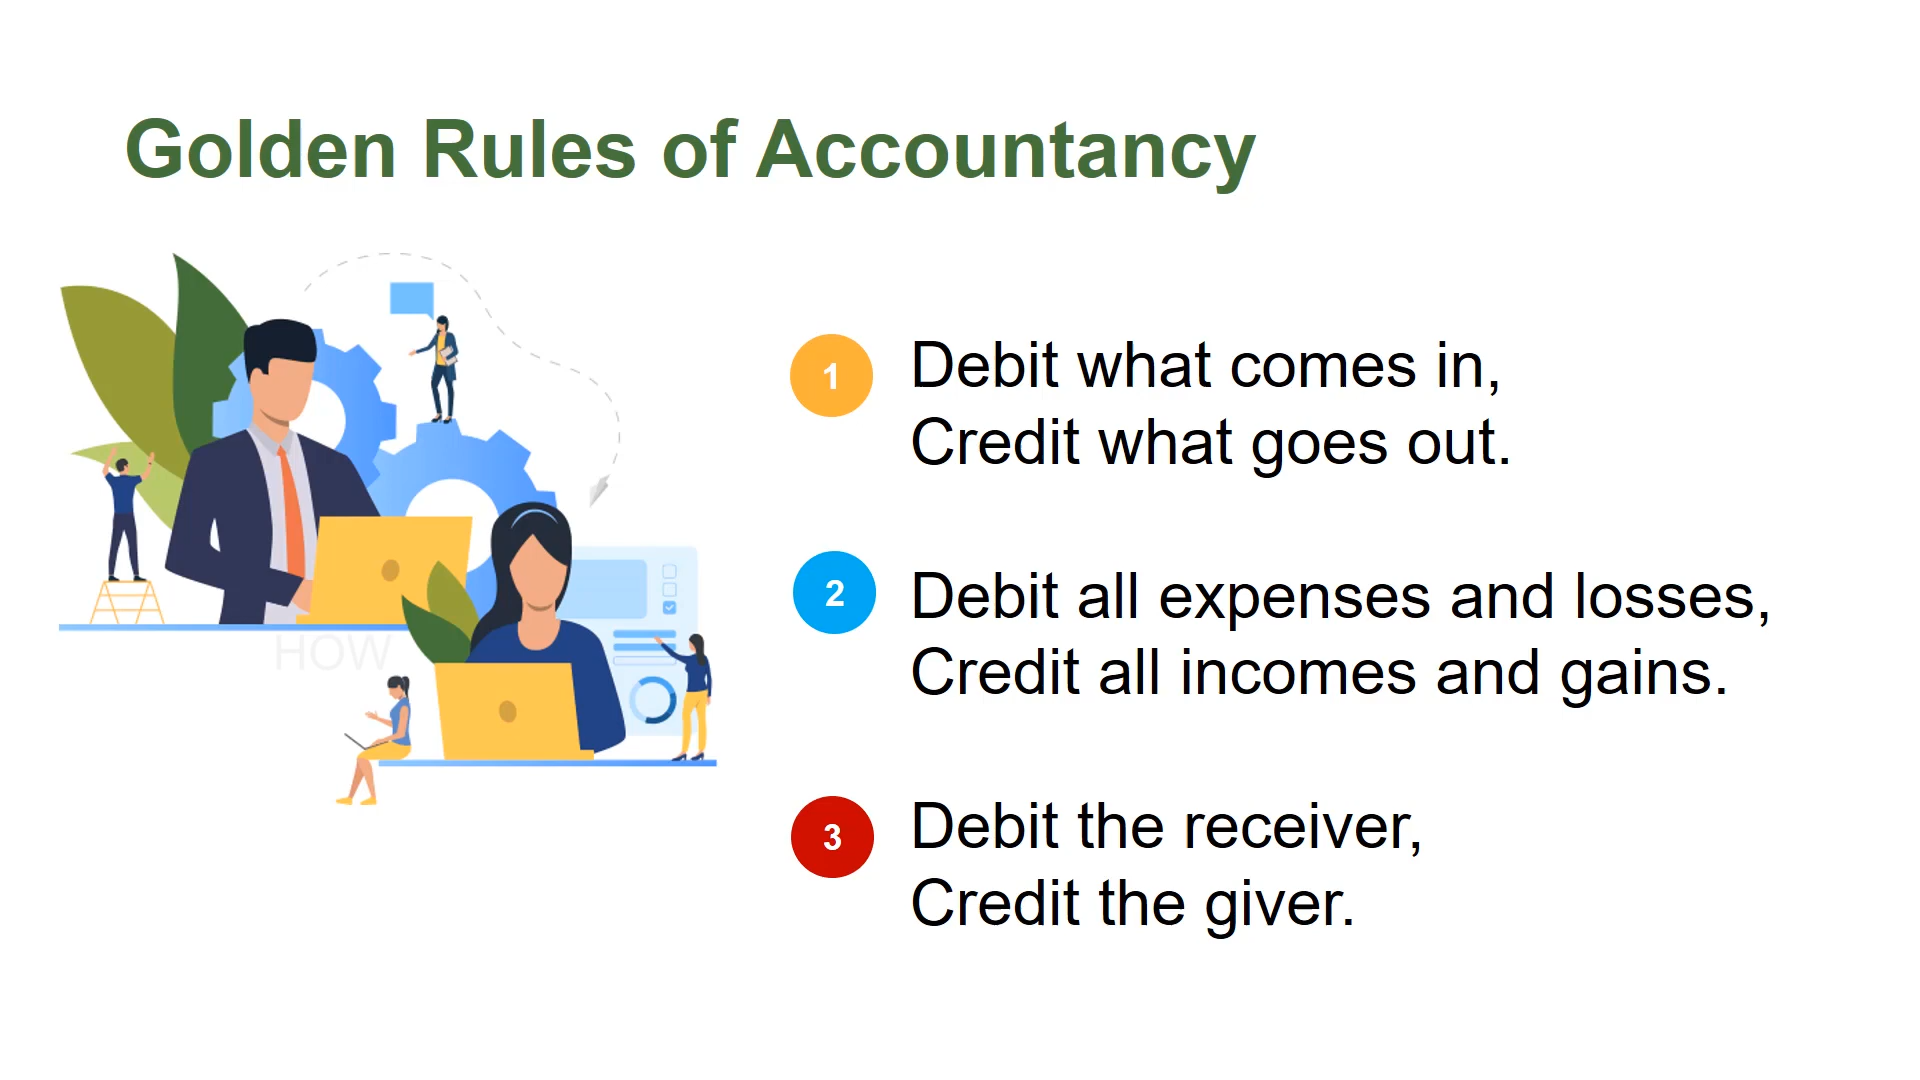 Golden Rules of Accountancy
1
Debit what comes in,
Credit what goes out.
2
Debit all expenses and losses,
Credit all incomes and gains.
HOW
3
Debit the receiver,
Credit the giver.